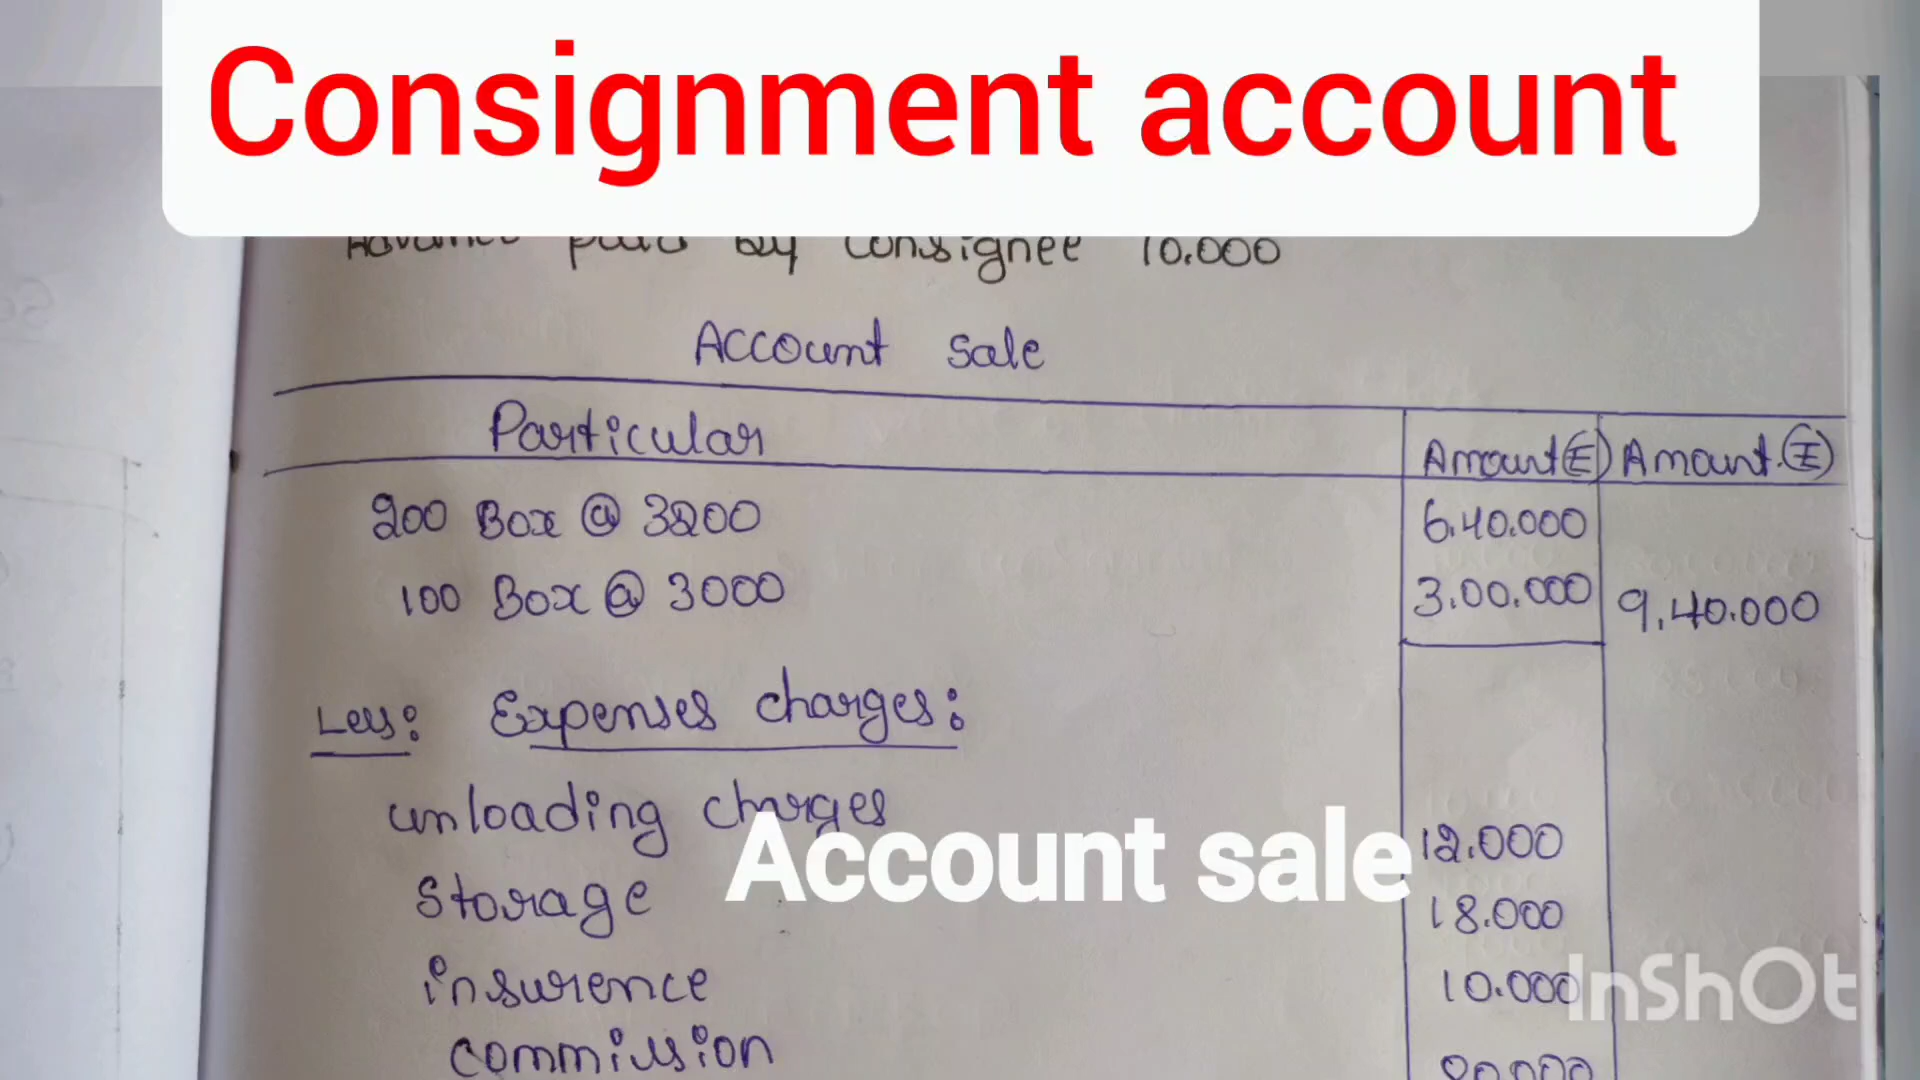 Consignment account
by Consignee 10.000
Account sale
Particular Amount(₹) Amount.(₹)
200 Box @ 3200 6.40.000
100 Box @ 3000 3.00.000 9.40.000
Less: Expenses charges:
unloading charges 12.000
Account sale
Storage 18.000
insurence 10.000
InShOt
commission